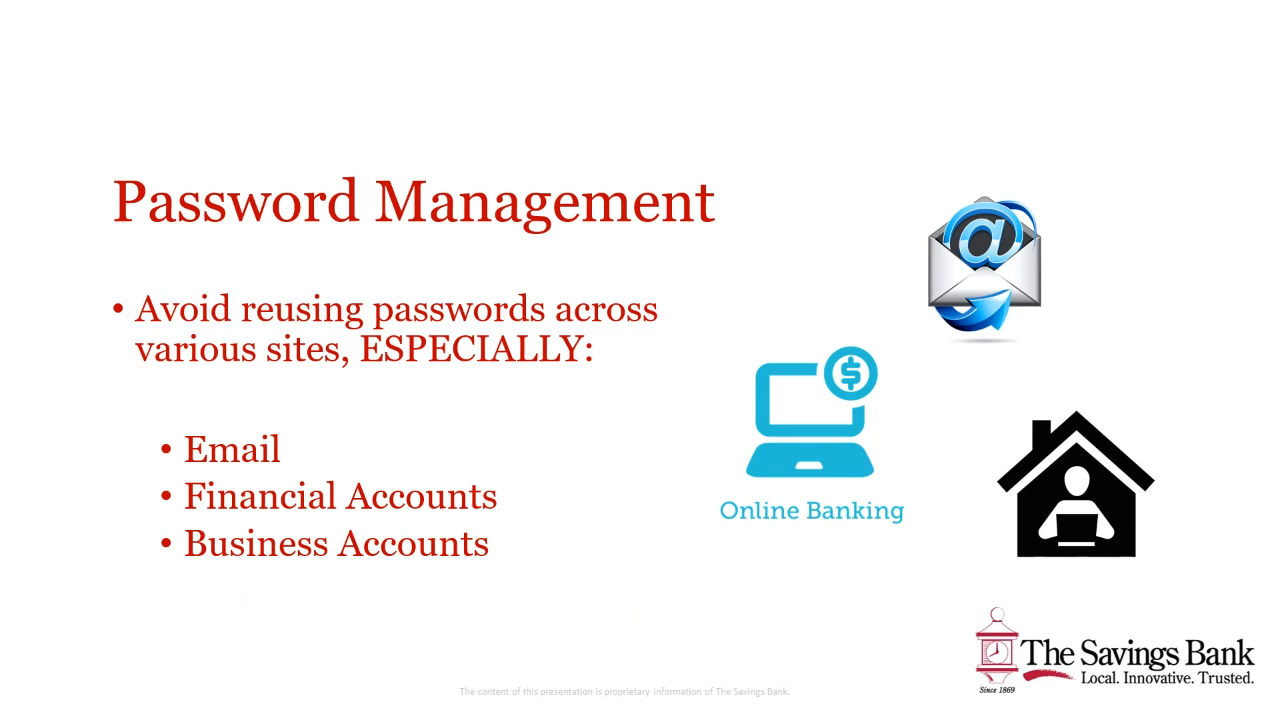 Password Management
• Avoid reusing passwords across
various sites, ESPECIALLY:
• Email
• Financial Accounts
• Business Accounts
@
$
Online Banking
The Savings Bank
Local. Innovative. Trusted.
Since 1869
The content of this presentation is proprietary information of The Savings Bank.